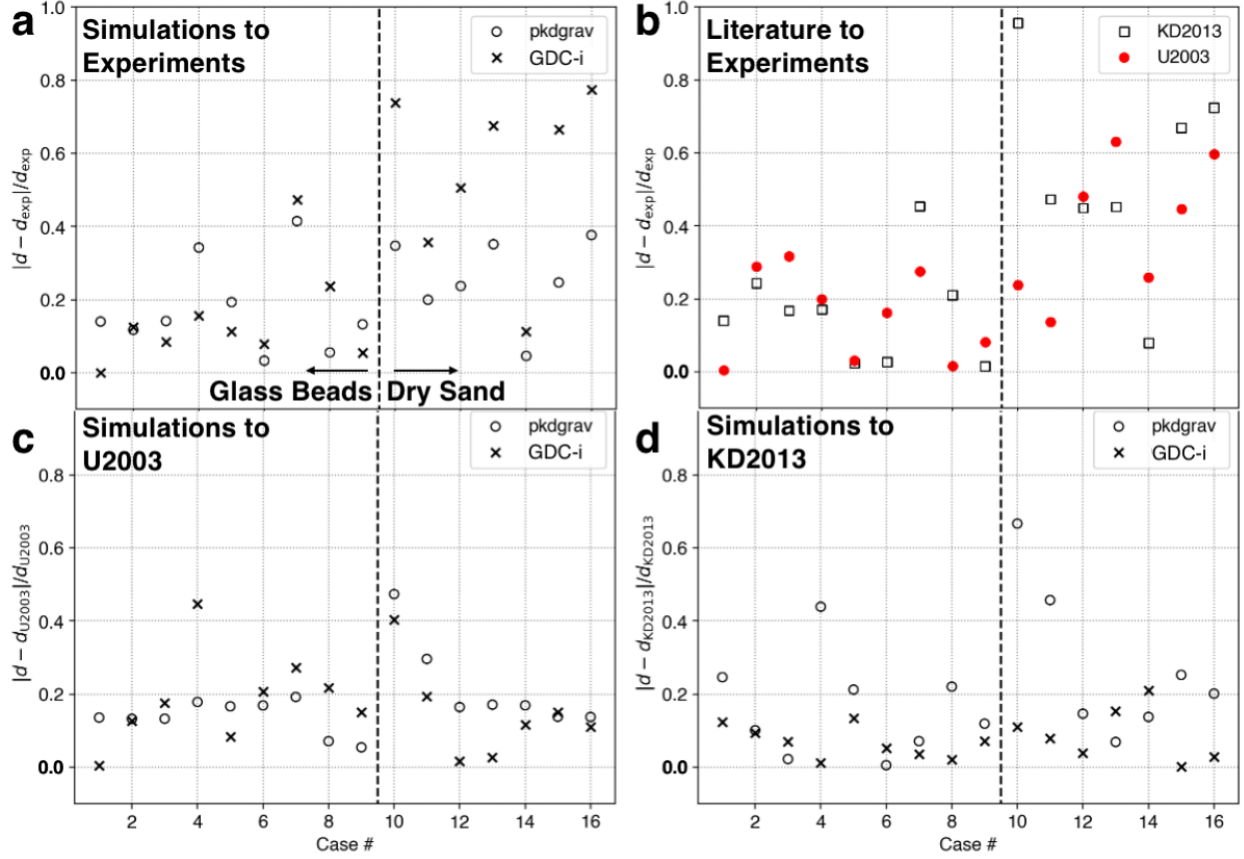 a
Simulations to
Experiments
pkdgrav
GDC-i
1.0
0.8
0.6
0.4
0.2
0.0
|d − d_exp|/d_exp
Glass Beads
Dry Sand
b
Literature to
Experiments
KD2013
U2003
1.0
0.8
0.6
0.4
0.2
0.0
|d − d_exp|/d_exp
c
Simulations to
U2003
pkdgrav
GDC-i
0.8
0.6
0.4
0.2
0.0
|d − d_U2003|/d_U2003
2 4 6 8 10 12 14 16
Case #
d
Simulations to
KD2013
pkdgrav
GDC-i
0.8
0.6
0.4
0.2
0.0
|d − d_KD2013|/d_KD2013
2 4 6 8 10 12 14 16
Case #